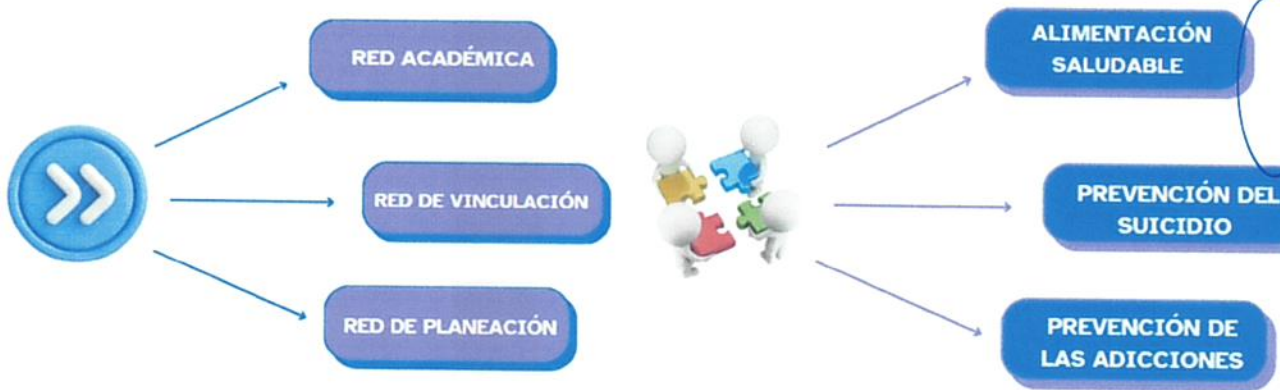 RED ACADÉMICA
RED DE VINCULACIÓN
RED DE PLANEACIÓN
ALIMENTACIÓN
SALUDABLE
PREVENCIÓN DEL
SUICIDIO
PREVENCIÓN DE
LAS ADICCIONES